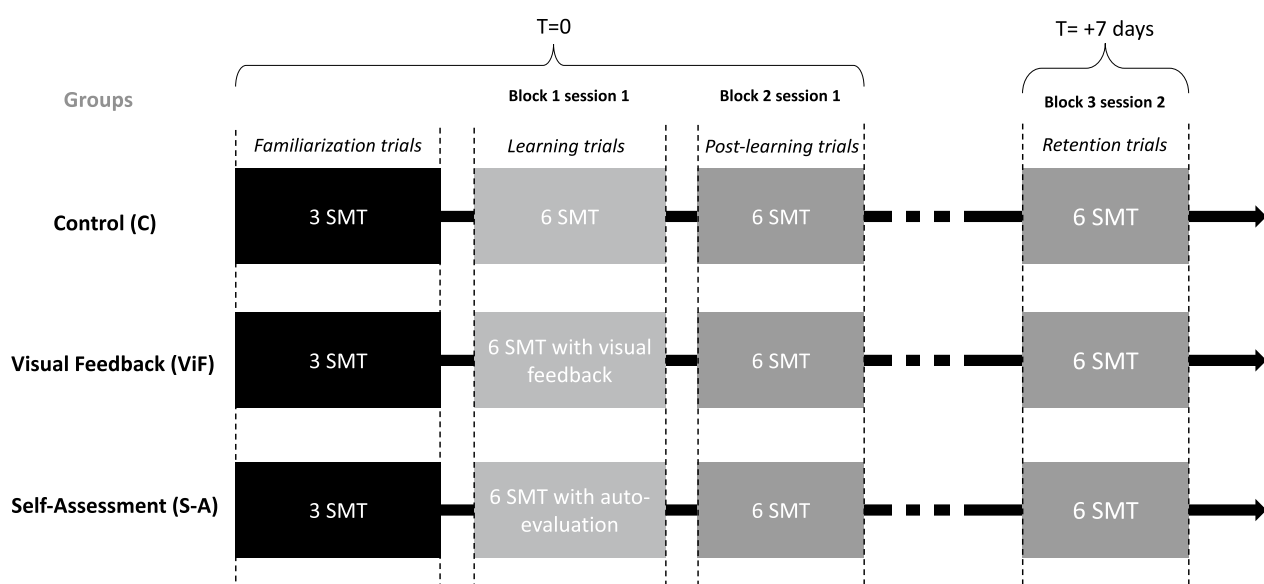 T=0
T= +7 days
Groups
Block 1 session 1
Block 2 session 1
Block 3 session 2
Familiarization trials
Learning trials
Post-learning trials
Retention trials
Control (C)
3 SMT
6 SMT
6 SMT
6 SMT
Visual Feedback (ViF)
3 SMT
6 SMT with visual
feedback
6 SMT
6 SMT
Self-Assessment (S-A)
3 SMT
6 SMT with auto-
evaluation
6 SMT
6 SMT